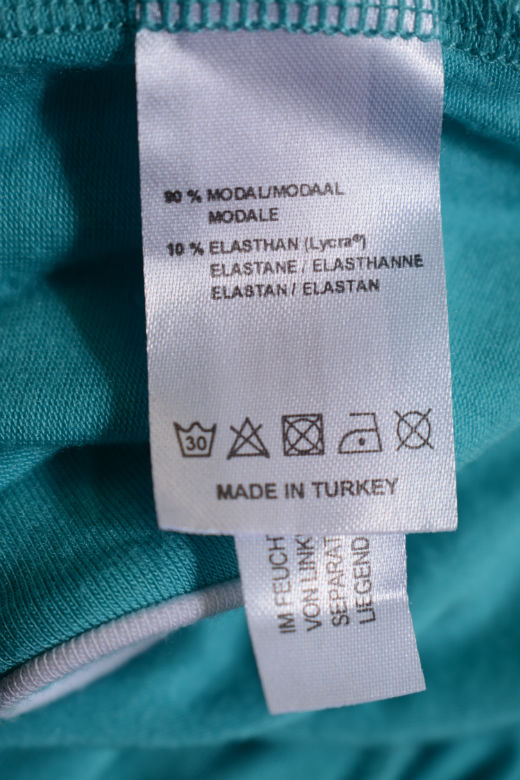 90 % MODAL/MODAAL
MODALE
10 % ELASTHAN (Lycra®)
ELASTANE / ELASTHANNE
ELASTAN / ELASTAN
30
MADE IN TURKEY
IM FEUCHT
VON LINK
SEPARAT
LIEGEND